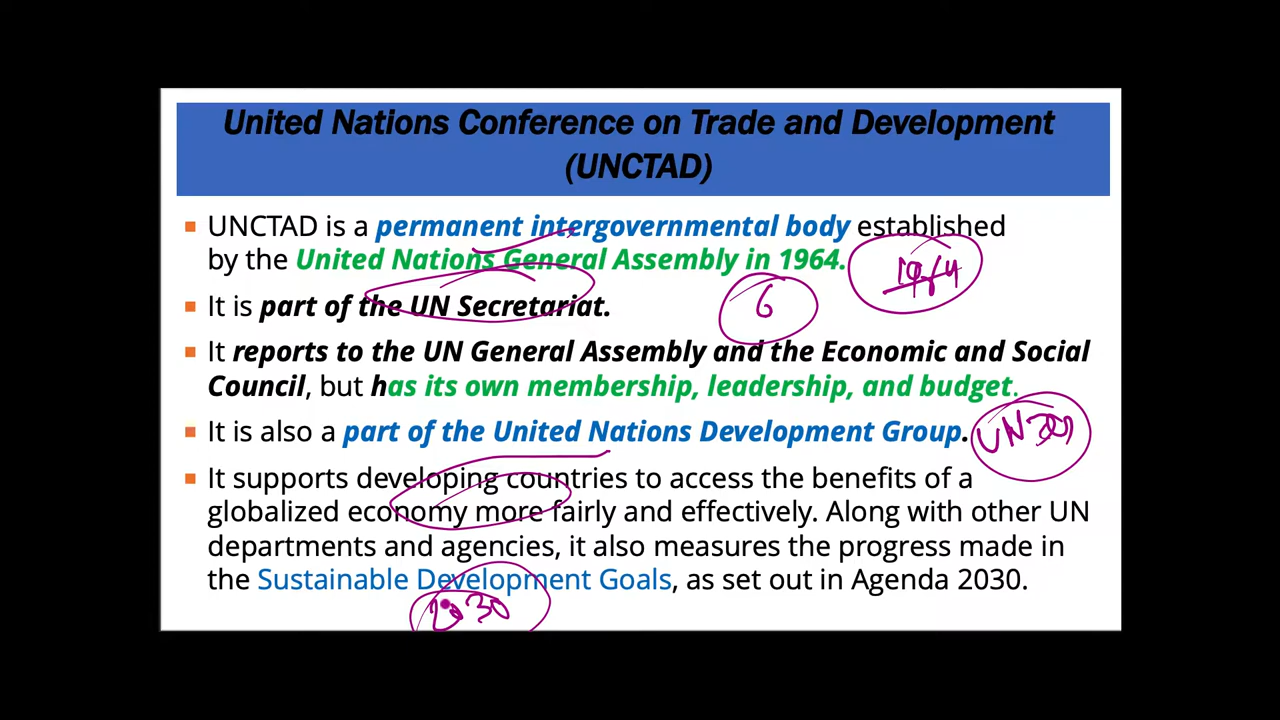 United Nations Conference on Trade and Development
(UNCTAD)
UNCTAD is a permanent intergovernmental body established
by the United Nations General Assembly in 1964.
1964
It is part of the UN Secretariat.
6
It reports to the UN General Assembly and the Economic and Social
Council, but has its own membership, leadership, and budget.
It is also a part of the United Nations Development Group.
It supports developing countries to access the benefits of a
globalized economy more fairly and effectively. Along with other UN
departments and agencies, it also measures the progress made in
the Sustainable Development Goals, as set out in Agenda 2030.
2030